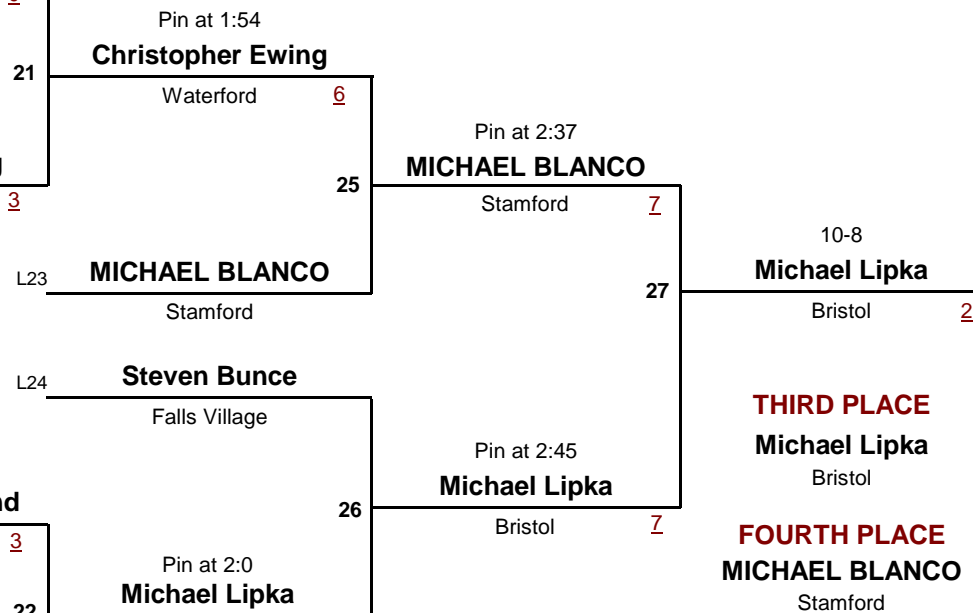 Pin at 1:54
Christopher Ewing
21
Waterford 6
Pin at 2:37
MICHAEL BLANCO
25
3
Stamford 7
10-8
L23 MICHAEL BLANCO
Michael Lipka
27
Stamford
Bristol 2
L24 Steven Bunce
Falls Village
THIRD PLACE
Michael Lipka
Pin at 2:45
Bristol
Michael Lipka
26
Bristol 7
3
FOURTH PLACE
Pin at 2:0
MICHAEL BLANCO
Michael Lipka
Stamford
22